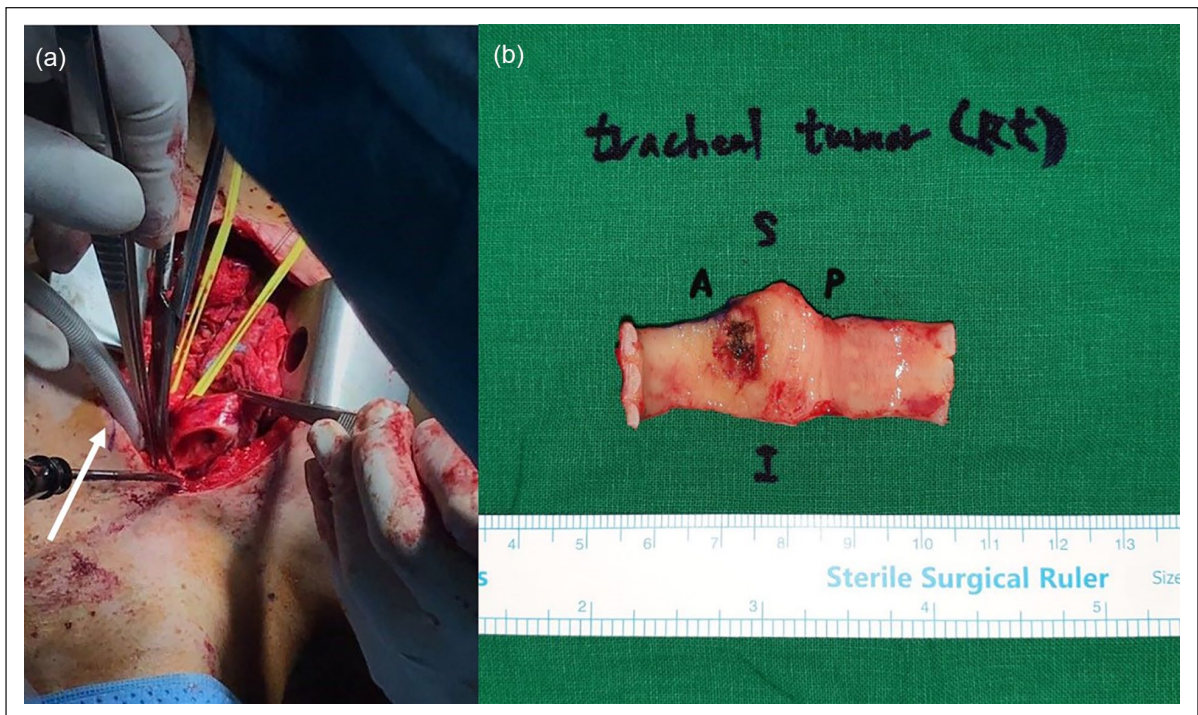 (a)
(b)
tracheal tumor (Rt)
S
A P
I
4 5 6 7 8 9 10 11 12 13
s Sterile Surgical Ruler Size
2 3 4 5